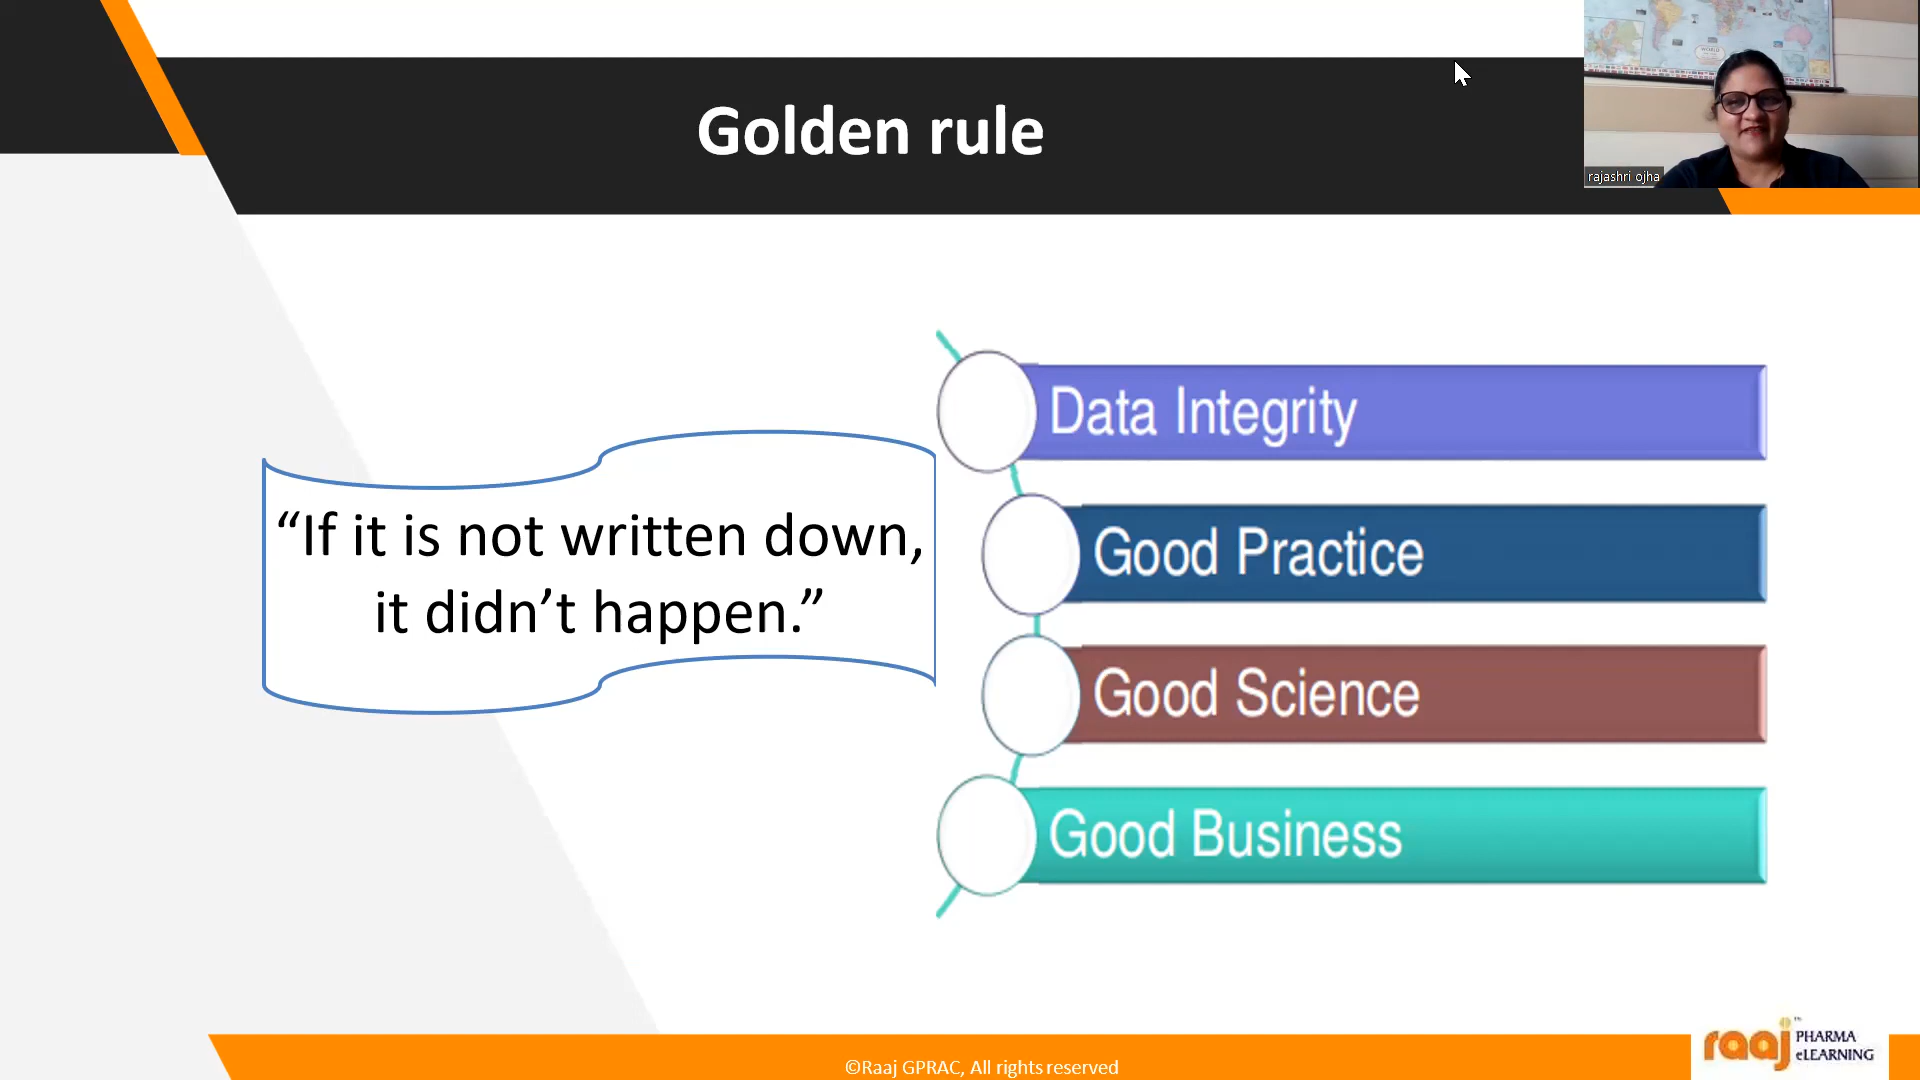 Golden rule
WORLD
rajashri ojha
“If it is not written down,
it didn’t happen.”
Data Integrity
Good Practice
Good Science
Good Business
©Raaj GPRAC, All rights reserved
raaj PHARMA
eLEARNING